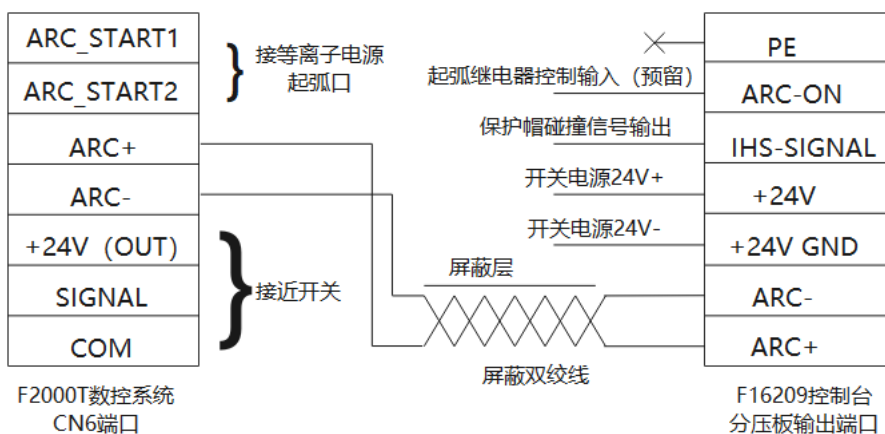 ARC_START1
ARC_START2
ARC+
ARC-
+24V（OUT）
SIGNAL
COM
F2000T数控系统
CN6端口
接等离子电源
起弧口
接近开关
起弧继电器控制输入（预留）
保护帽碰撞信号输出
开关电源24V+
开关电源24V-
屏蔽层
屏蔽双绞线
PE
ARC-ON
IHS-SIGNAL
+24V
+24V GND
ARC-
ARC+
F16209控制台
分压板输出端口